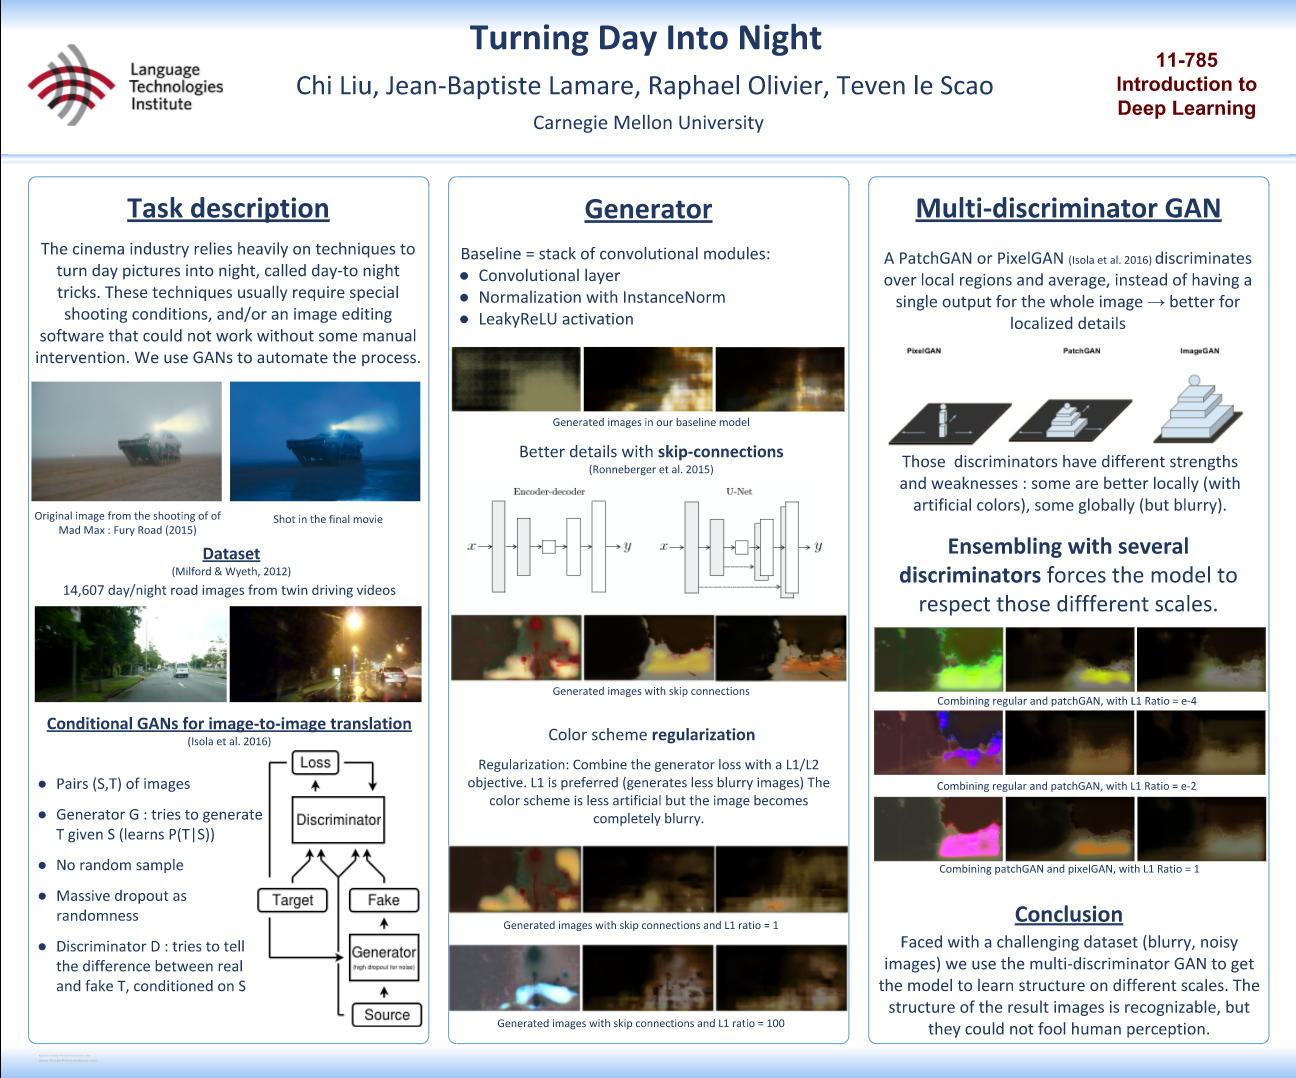 Turning Day Into Night
Language
Technologies
Institute
Chi Liu, Jean-Baptiste Lamare, Raphael Olivier, Teven le Scao
Carnegie Mellon University
11-785
Introduction to
Deep Learning
Task description
The cinema industry relies heavily on techniques to
turn day pictures into night, called day-to night
tricks. These techniques usually require special
shooting conditions, and/or an image editing
software that could not work without some manual
intervention. We use GANs to automate the process.
Original image from the shooting of of
Mad Max : Fury Road (2015)
Shot in the final movie
Dataset
(Milford & Wyeth, 2012)
14,607 day/night road images from twin driving videos
Conditional GANs for image-to-image translation
(Isola et al. 2016)
● Pairs (S,T) of images
● Generator G : tries to generate
T given S (learns P(T|S))
● No random sample
● Massive dropout as
randomness
● Discriminator D : tries to tell
the difference between real
and fake T, conditioned on S
Loss
Discriminator
Target
Fake
Generator
(high dropout for noise)
Source
Generator
Baseline = stack of convolutional modules:
● Convolutional layer
● Normalization with InstanceNorm
● LeakyReLU activation
Generated images in our baseline model
Better details with skip-connections
(Ronneberger et al. 2015)
Encoder-decoder
U-Net
x
y
x
y
Generated images with skip connections
Color scheme regularization
Regularization: Combine the generator loss with a L1/L2
objective. L1 is preferred (generates less blurry images) The
color scheme is less artificial but the image becomes
completely blurry.
Generated images with skip connections and L1 ratio = 1
Generated images with skip connections and L1 ratio = 100
Multi-discriminator GAN
A PatchGAN or PixelGAN (Isola et al. 2016) discriminates
over local regions and average, instead of having a
single output for the whole image → better for
localized details
PixelGAN
PatchGAN
ImageGAN
Those discriminators have different strengths
and weaknesses : some are better locally (with
artificial colors), some globally (but blurry).
Ensembling with several
discriminators forces the model to
respect those diffferent scales.
Combining regular and patchGAN, with L1 Ratio = e-4
Combining regular and patchGAN, with L1 Ratio = e-2
Combining patchGAN and pixelGAN, with L1 Ratio = 1
Conclusion
Faced with a challenging dataset (blurry, noisy
images) we use the multi-discriminator GAN to get
the model to learn structure on different scales. The
structure of the result images is recognizable, but
they could not fool human perception.